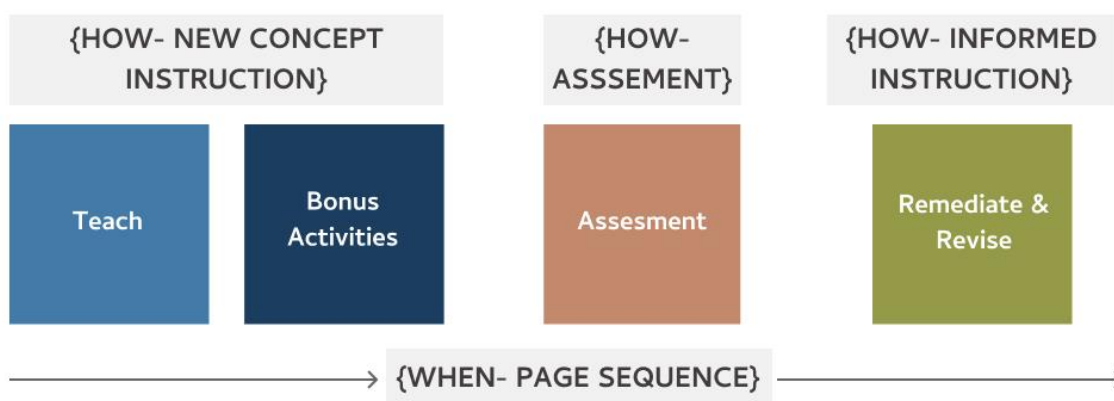 {HOW- NEW CONCEPT
INSTRUCTION}
{HOW-
ASSSEMENT}
{HOW- INFORMED
INSTRUCTION}
Teach
Bonus
Activities
Assesment
Remediate &
Revise
{WHEN- PAGE SEQUENCE}